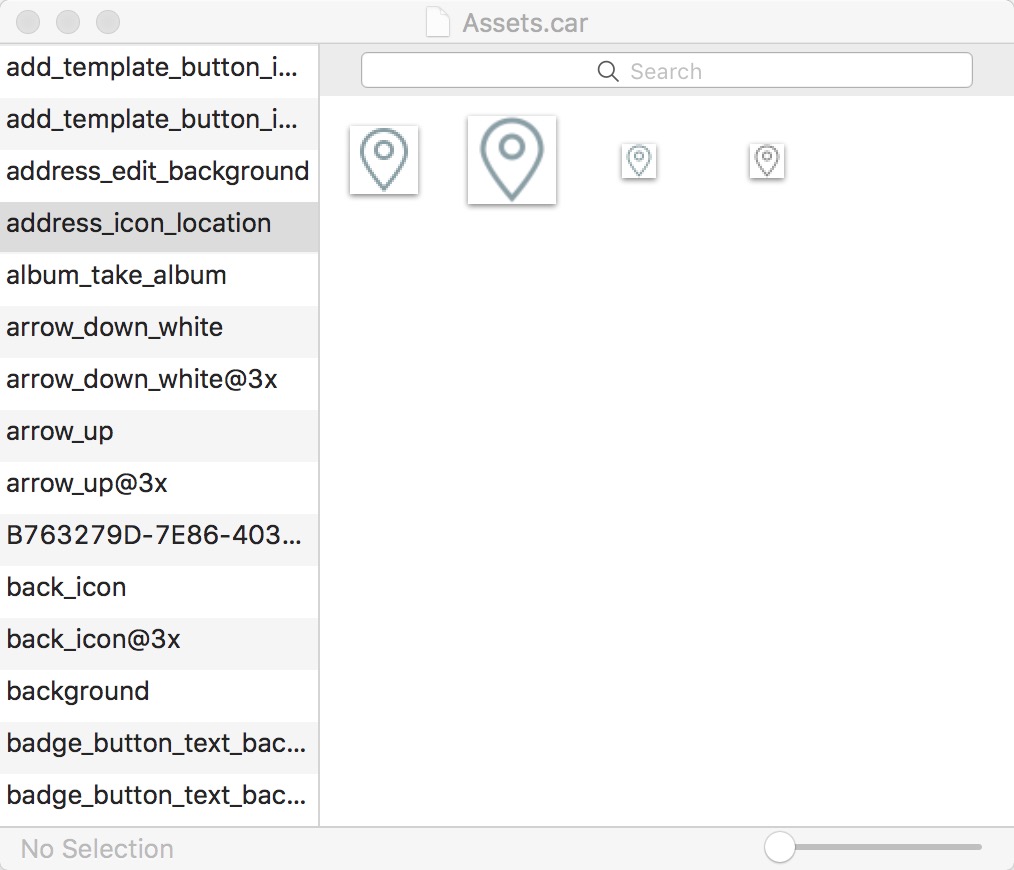 Assets.car
add_template_button_i...
add_template_button_i...
address_edit_background
address_icon_location
album_take_album
arrow_down_white
arrow_down_white@3x
arrow_up
arrow_up@3x
B763279D-7E86-403...
back_icon
back_icon@3x
background
badge_button_text_bac...
badge_button_text_bac...
Search
No Selection